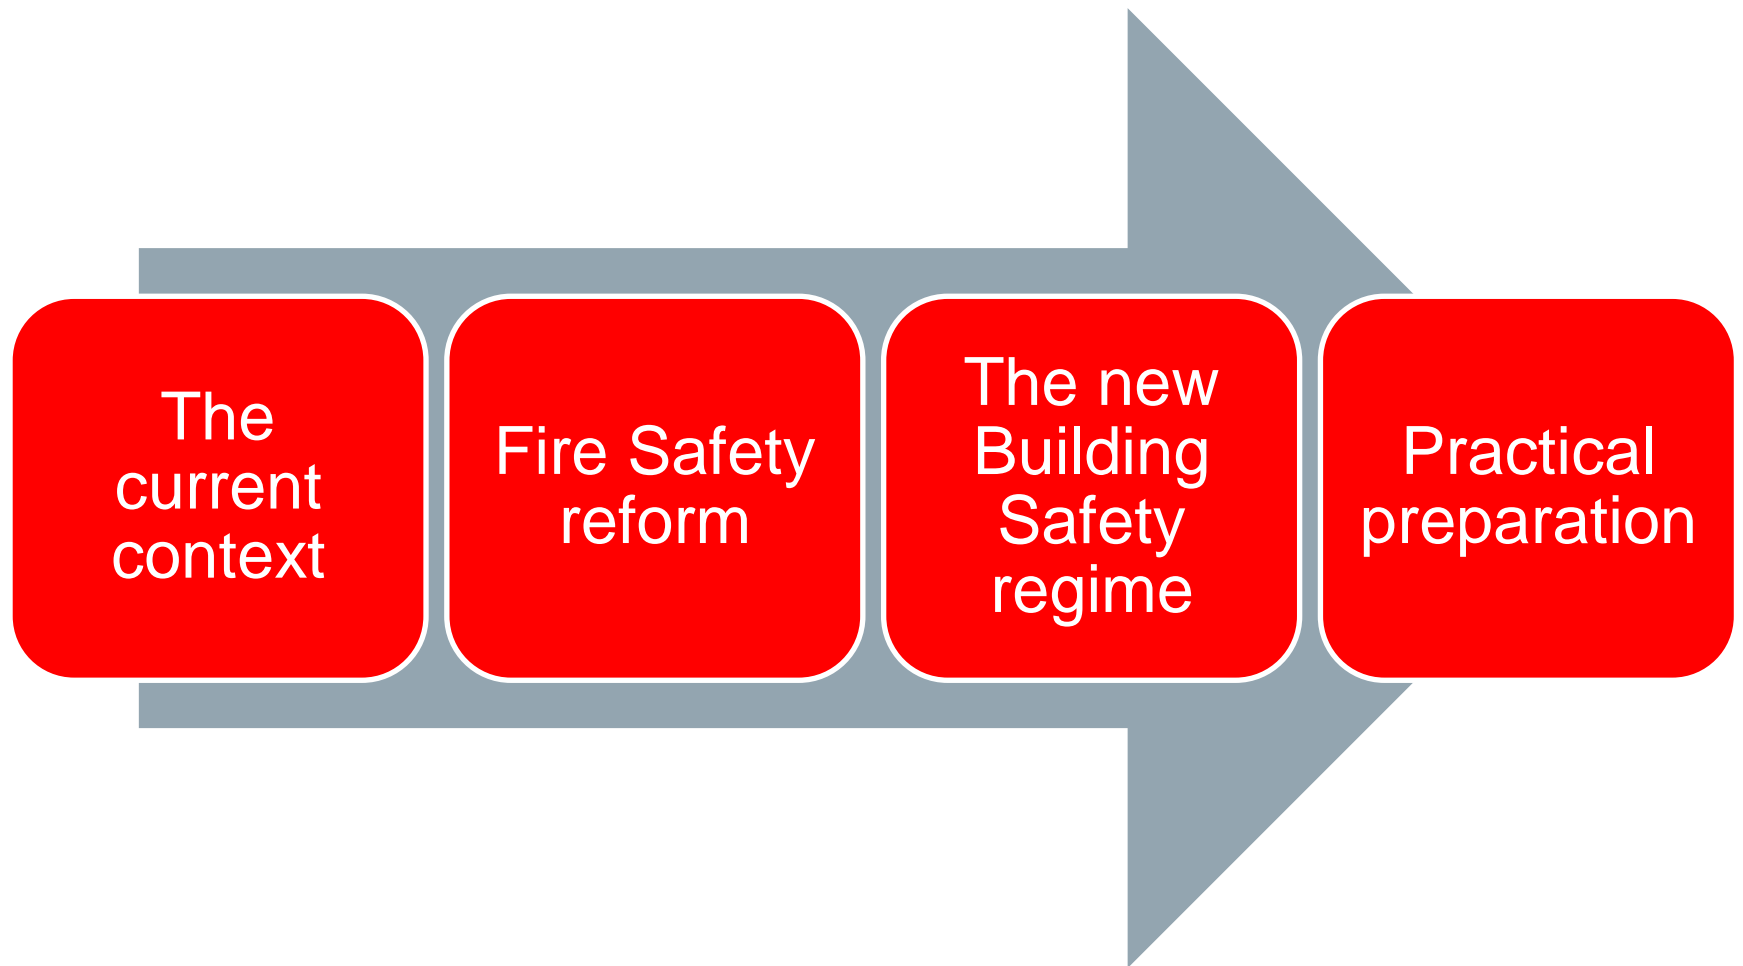 The
current
context
Fire Safety
reform
The new
Building
Safety
regime
Practical
preparation